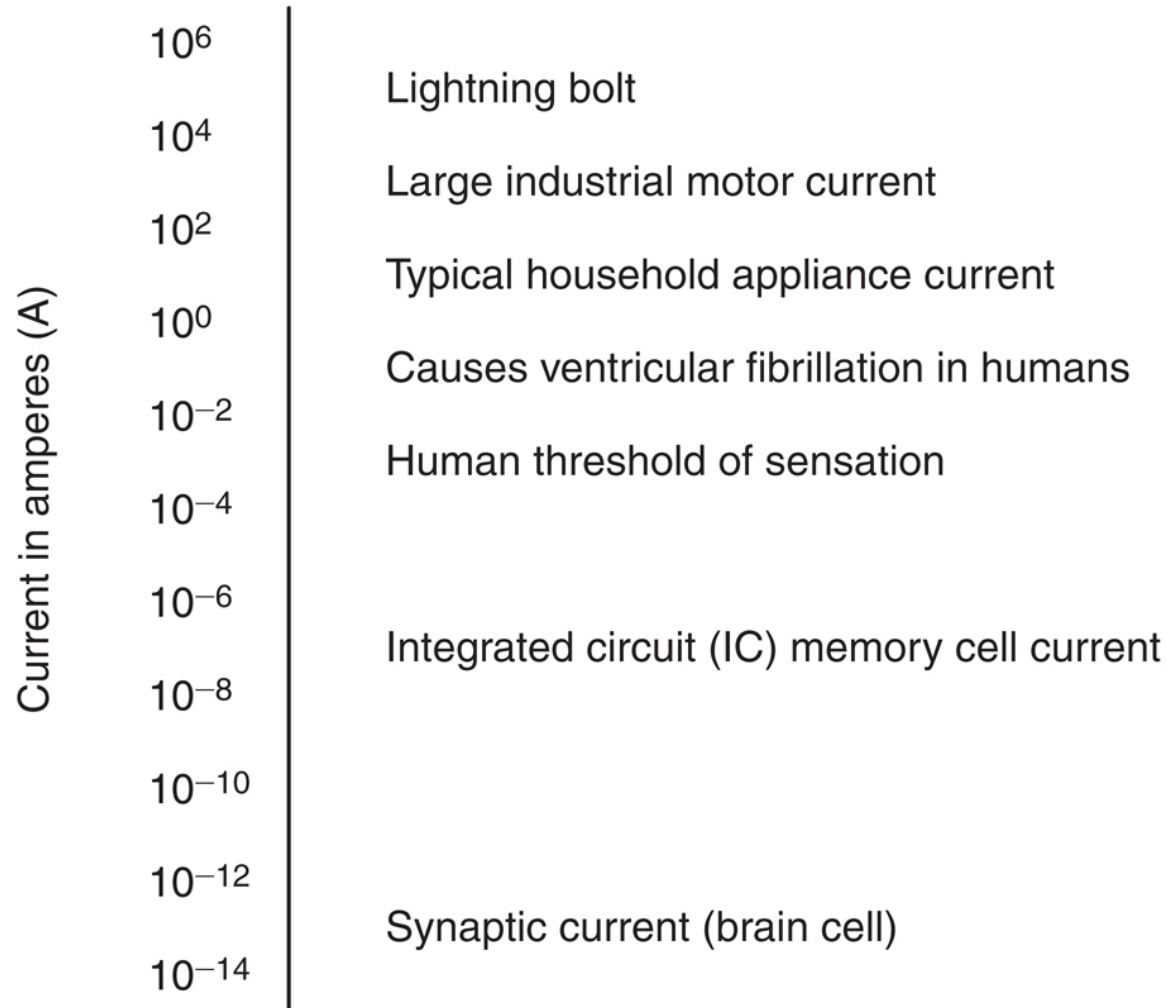 Current in amperes (A)
10⁶
Lightning bolt
10⁴
Large industrial motor current
10²
Typical household appliance current
10⁰
Causes ventricular fibrillation in humans
10⁻²
Human threshold of sensation
10⁻⁴
10⁻⁶
Integrated circuit (IC) memory cell current
10⁻⁸
10⁻¹⁰
10⁻¹²
Synaptic current (brain cell)
10⁻¹⁴